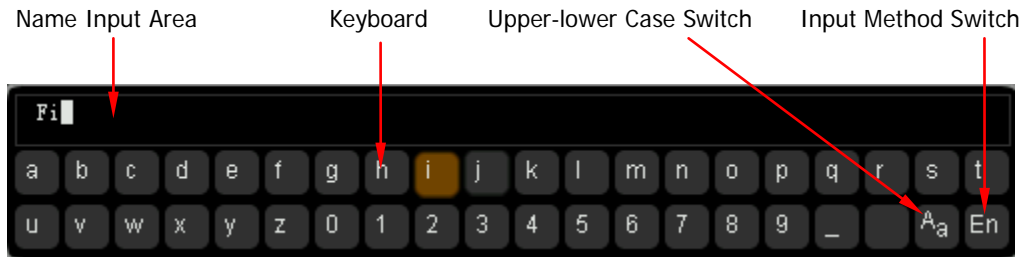 Name Input Area Keyboard Upper-lower Case Switch Input Method Switch
Fi
a b c d e f g h i j k l m n o p q r s t
u v w x y z 0 1 2 3 4 5 6 7 8 9 _ Aa En